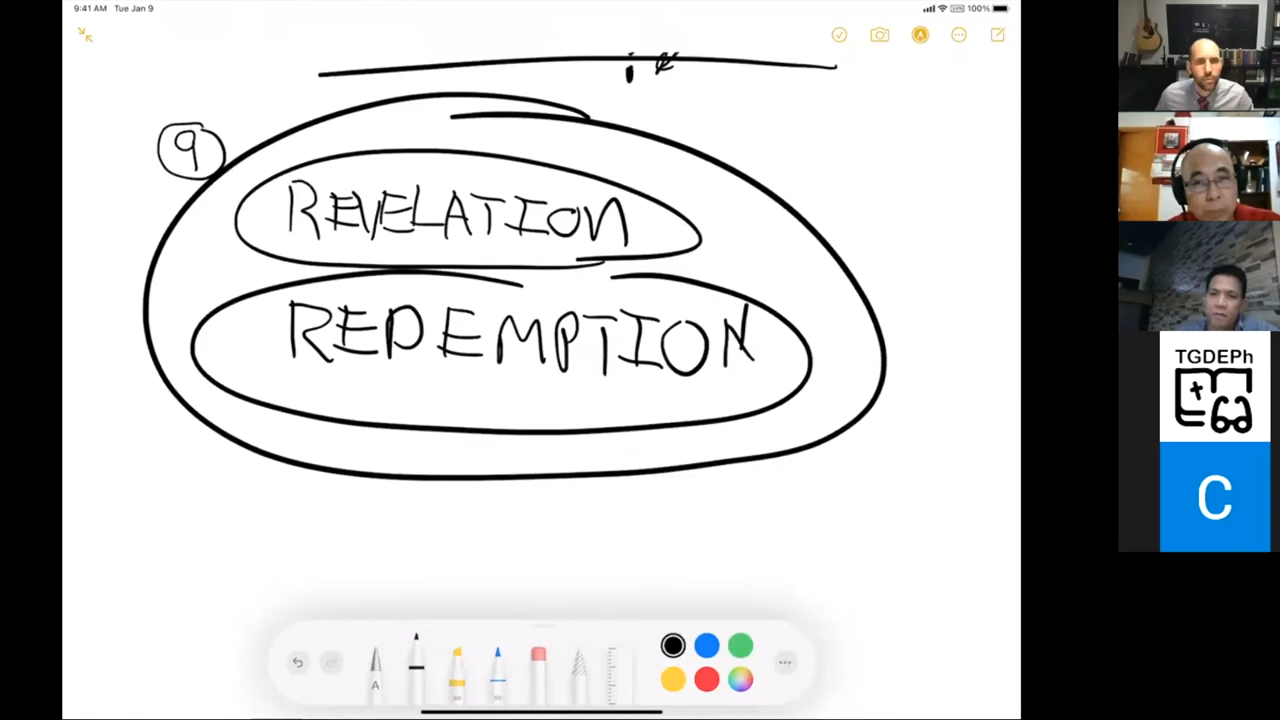 9:41 AM Tue Jan 9
100%
9
REVELATION
REDEMPTION
A
TGDEPh
C